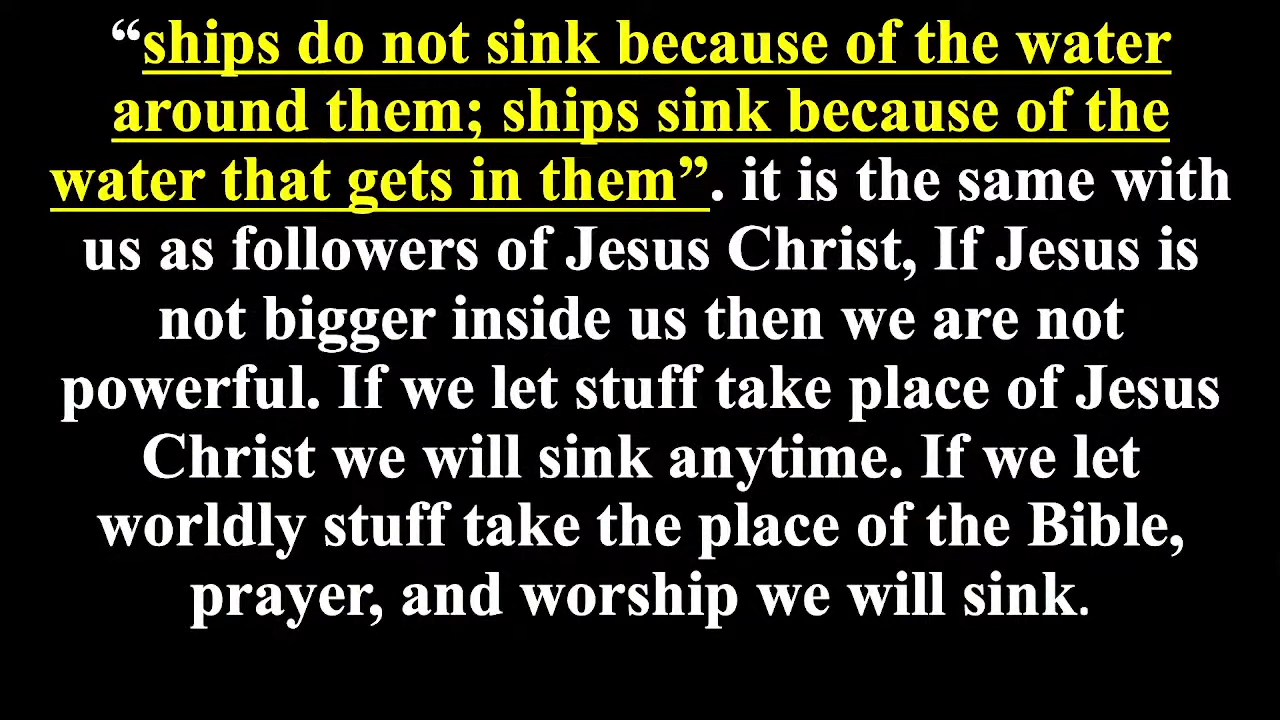 “ships do not sink because of the water
around them; ships sink because of the
water that gets in them”. it is the same with
us as followers of Jesus Christ, If Jesus is
not bigger inside us then we are not
powerful. If we let stuff take place of Jesus
Christ we will sink anytime. If we let
worldly stuff take the place of the Bible,
prayer, and worship we will sink.